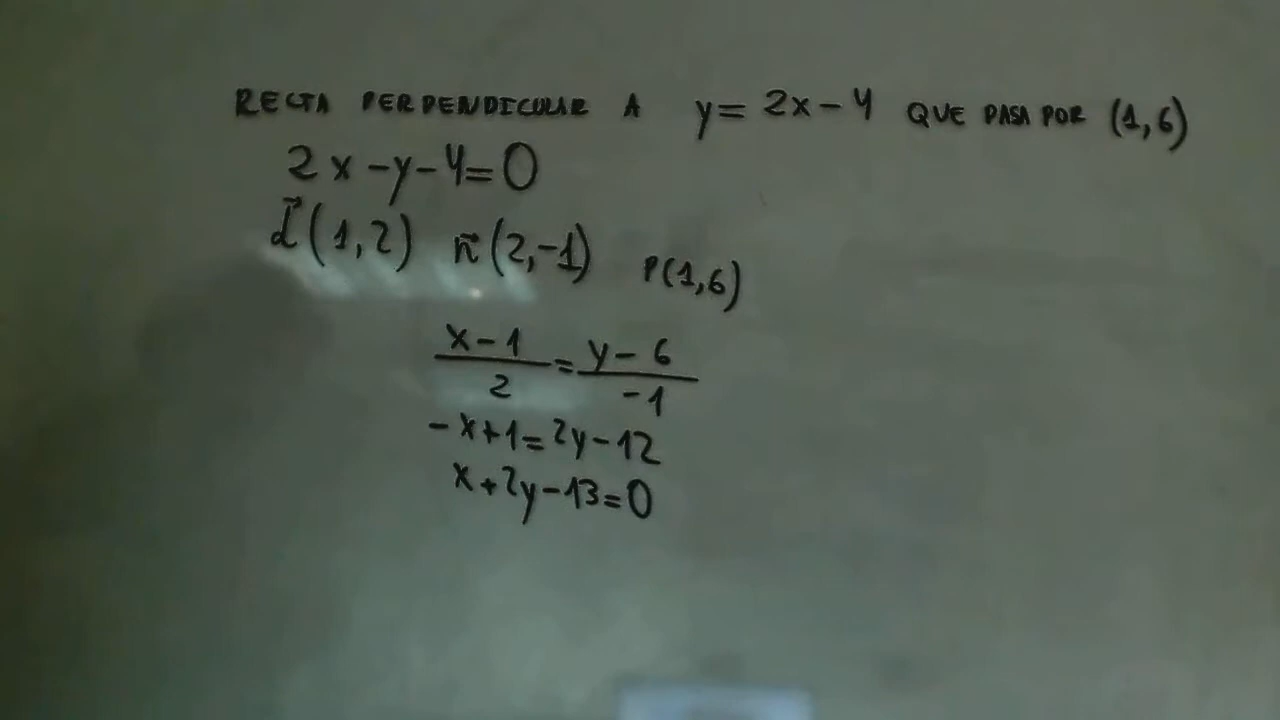 RECTA PERPENDICULAR A y = 2x - 4 QUE PASA POR (1,6)
2x - y - 4 = 0
d⃗(1,2) n⃗(2,-1) P(1,6)
x - 1 / 2 = y - 6 / -1
-x + 1 = 2y - 12
x + 2y - 13 = 0